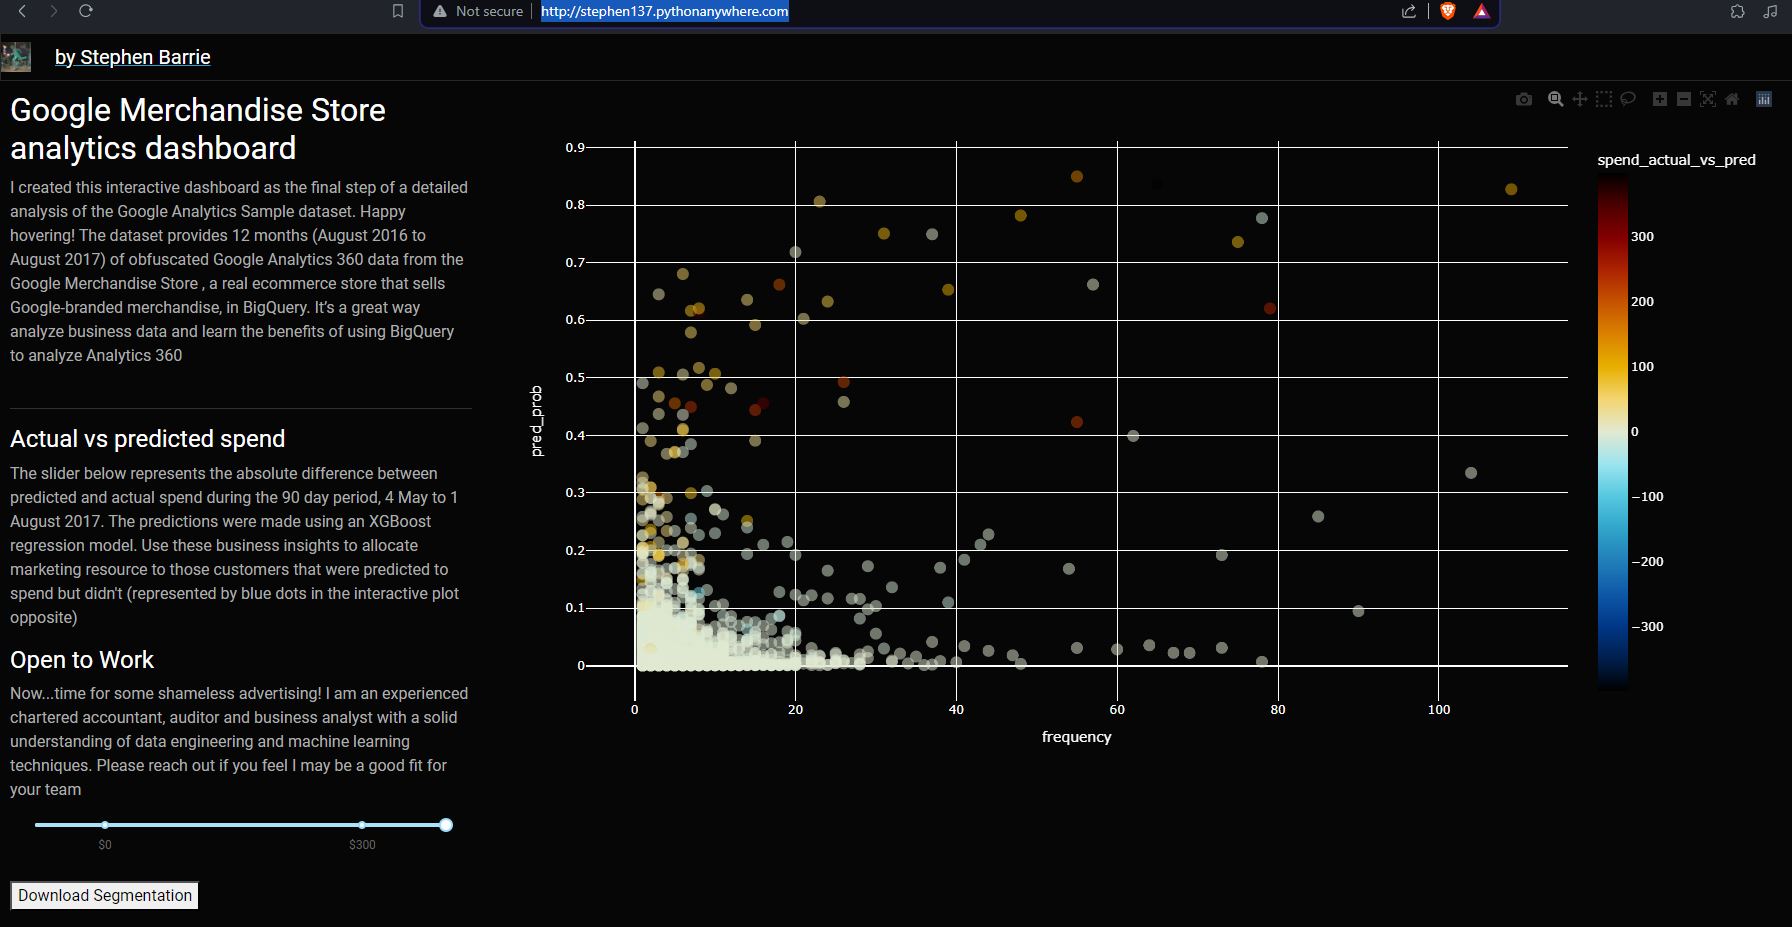 Not secure
http://stephen137.pythonanywhere.com
by Stephen Barrie
Google Merchandise Store
analytics dashboard
I created this interactive dashboard as the final step of a detailed
analysis of the Google Analytics Sample dataset. Happy
hovering! The dataset provides 12 months (August 2016 to
August 2017) of obfuscated Google Analytics 360 data from the
Google Merchandise Store , a real ecommerce store that sells
Google-branded merchandise, in BigQuery. It’s a great way
analyze business data and learn the benefits of using BigQuery
to analyze Analytics 360
Actual vs predicted spend
The slider below represents the absolute difference between
predicted and actual spend during the 90 day period, 4 May to 1
August 2017. The predictions were made using an XGBoost
regression model. Use these business insights to allocate
marketing resource to those customers that were predicted to
spend but didn't (represented by blue dots in the interactive plot
opposite)
Open to Work
Now...time for some shameless advertising! I am an experienced
chartered accountant, auditor and business analyst with a solid
understanding of data engineering and machine learning
techniques. Please reach out if you feel I may be a good fit for
your team
$0
$300
Download Segmentation
pred_prob
0.9
0.8
0.7
0.6
0.5
0.4
0.3
0.2
0.1
0
0
20
40
60
80
100
frequency
spend_actual_vs_pred
300
200
100
0
−100
−200
−300